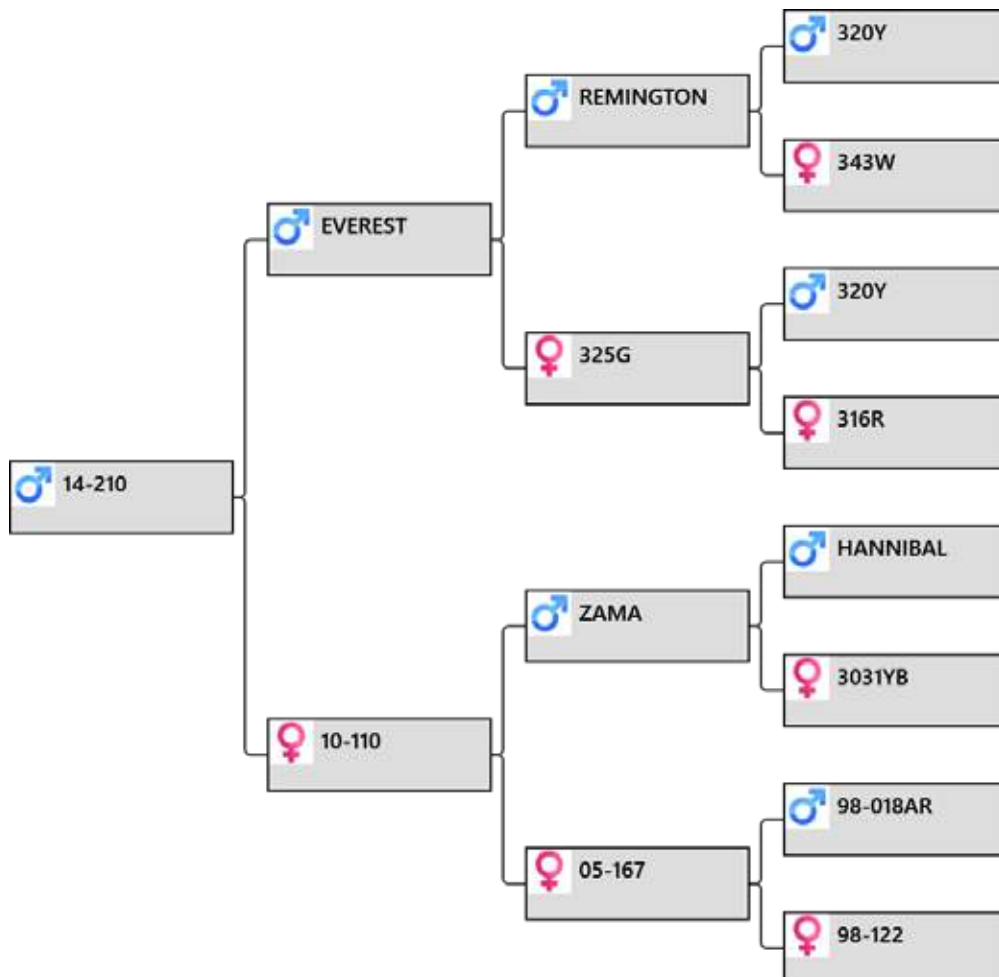 320Y
REMINGTON
343W
EVEREST
320Y
325G
316R
14-210
HANNIBAL
ZAMA
3031YB
10-110
98-018AR
05-167
98-122